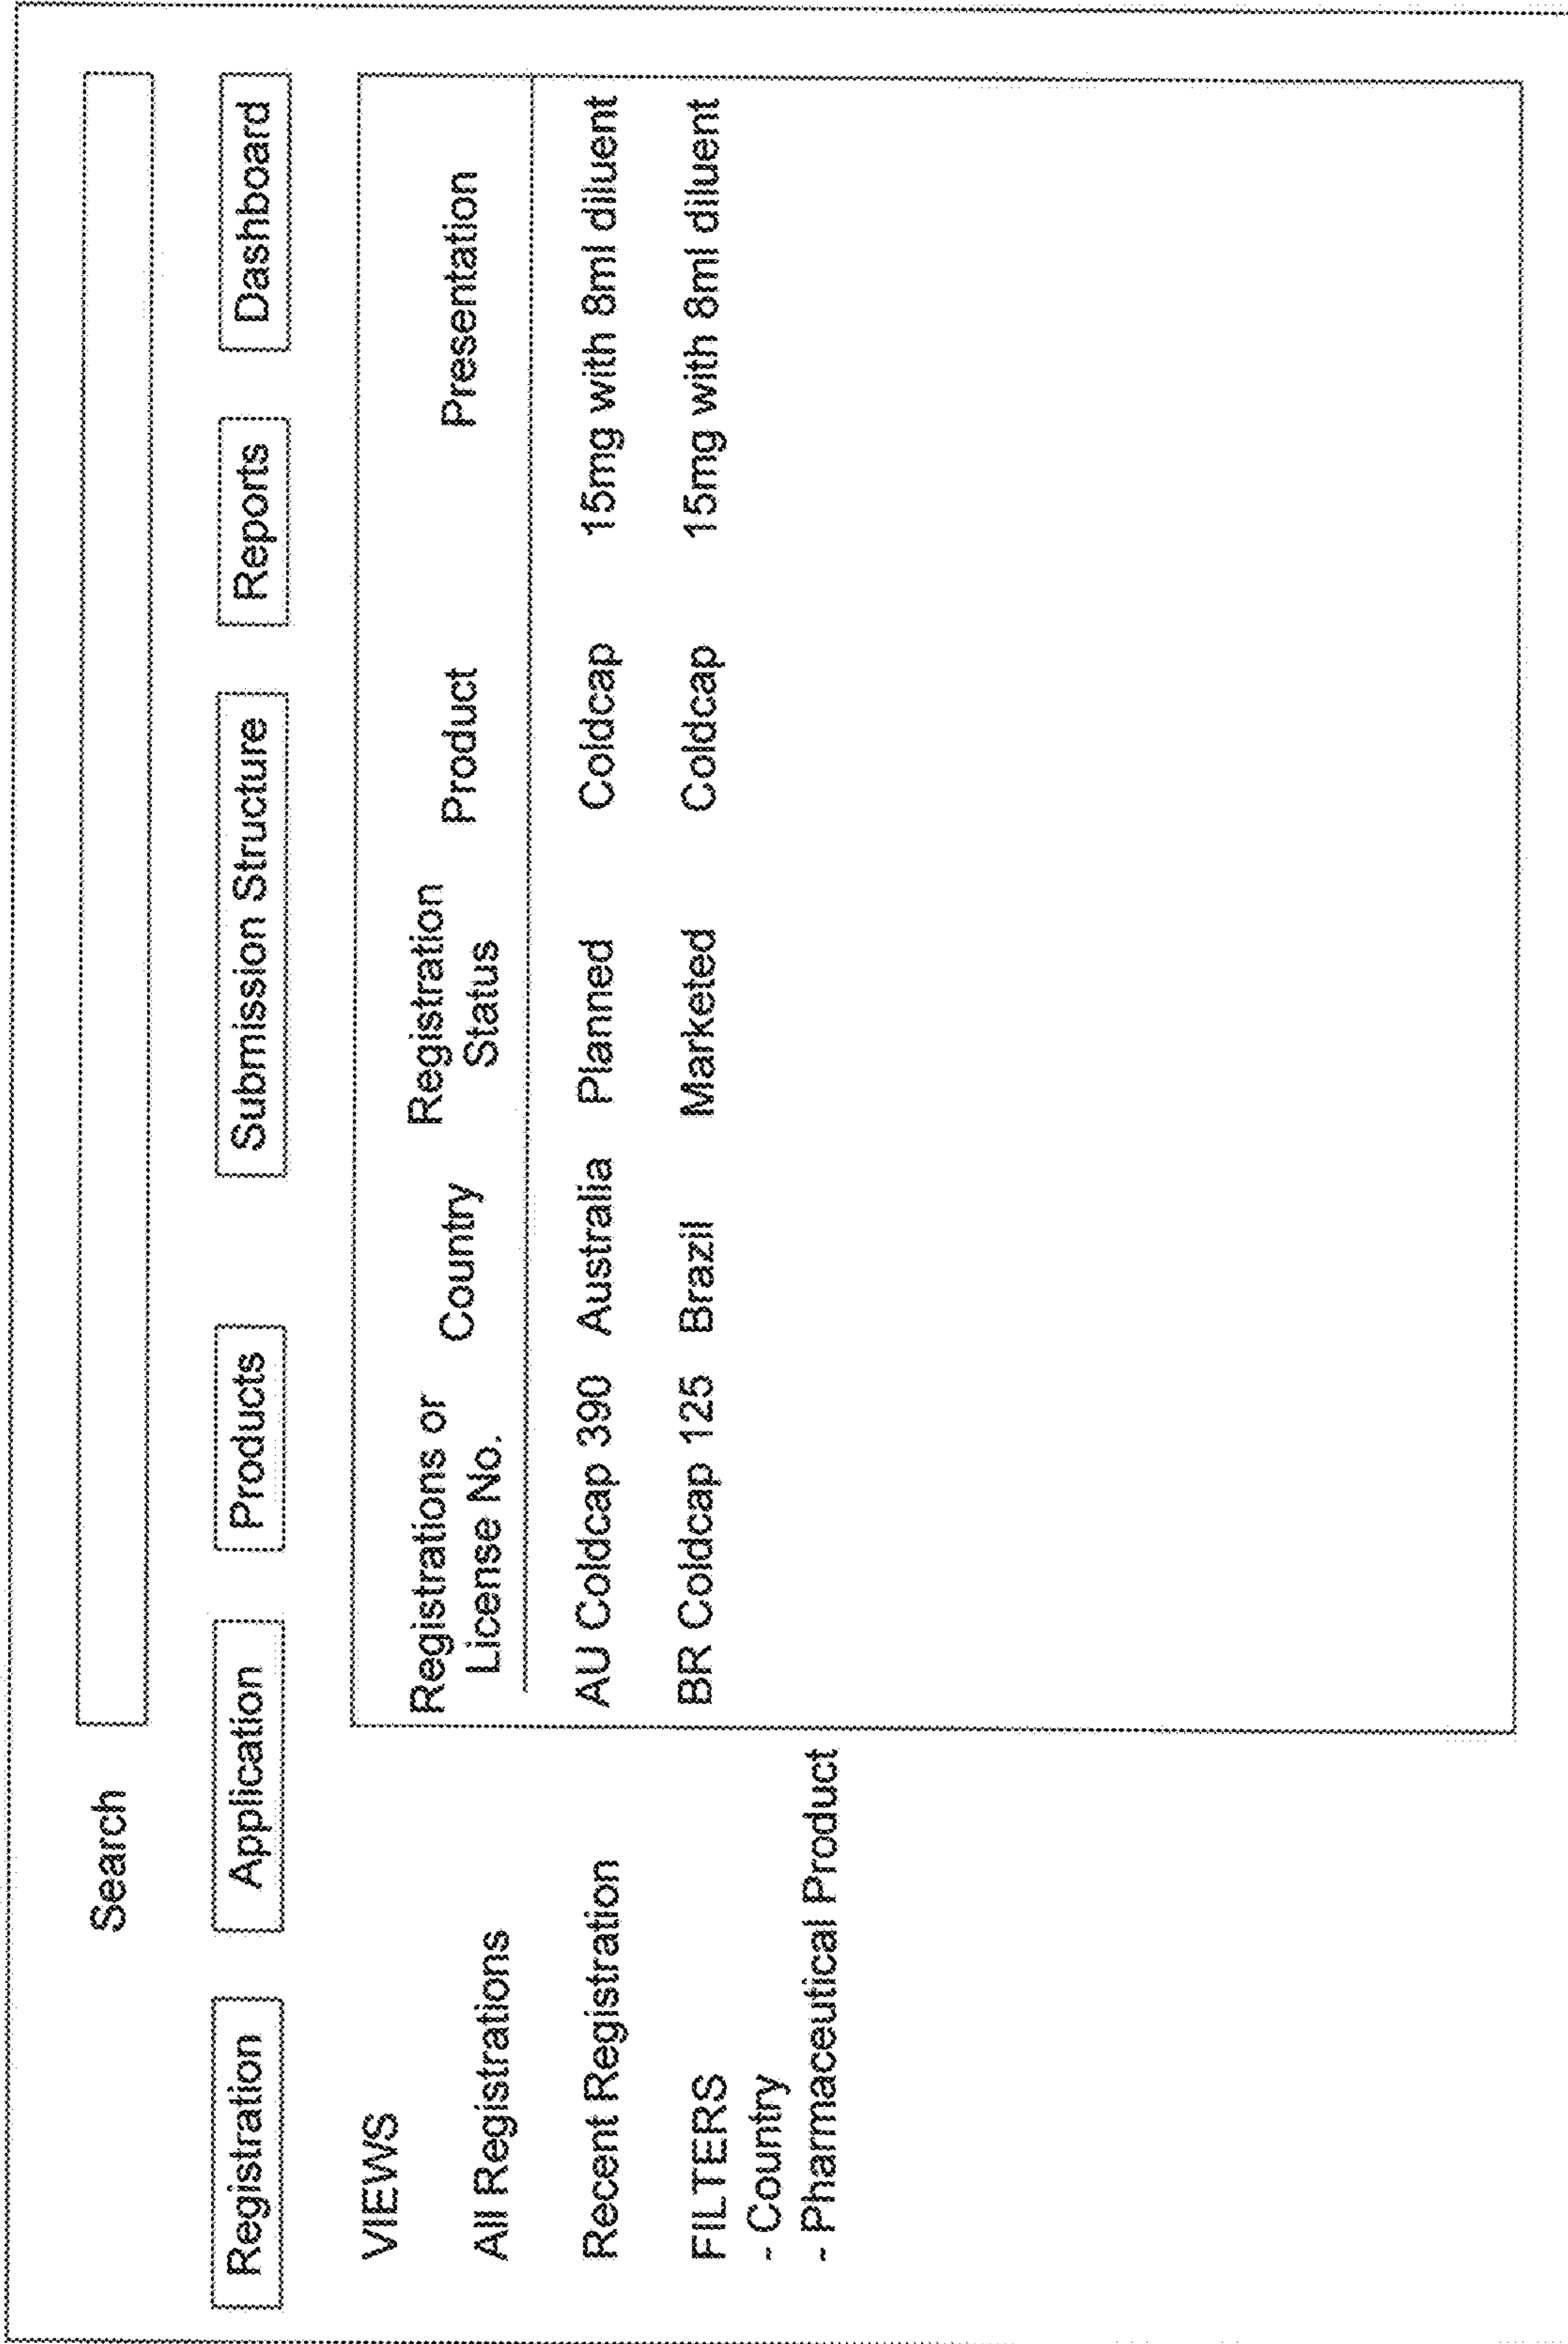 Search
Registration Application Products Submission Structure Reports Dashboard
VIEWS
All Registrations
Recent Registration
FILTERS
- Country
- Pharmaceutical Product
Registrations or License No. Country Registration Status Product Presentation
AU Coldcap 390 Australia Planned Coldcap 15mg with 8ml diluent
BR Coldcap 125 Brazil Marketed Coldcap 15mg with 8ml diluent